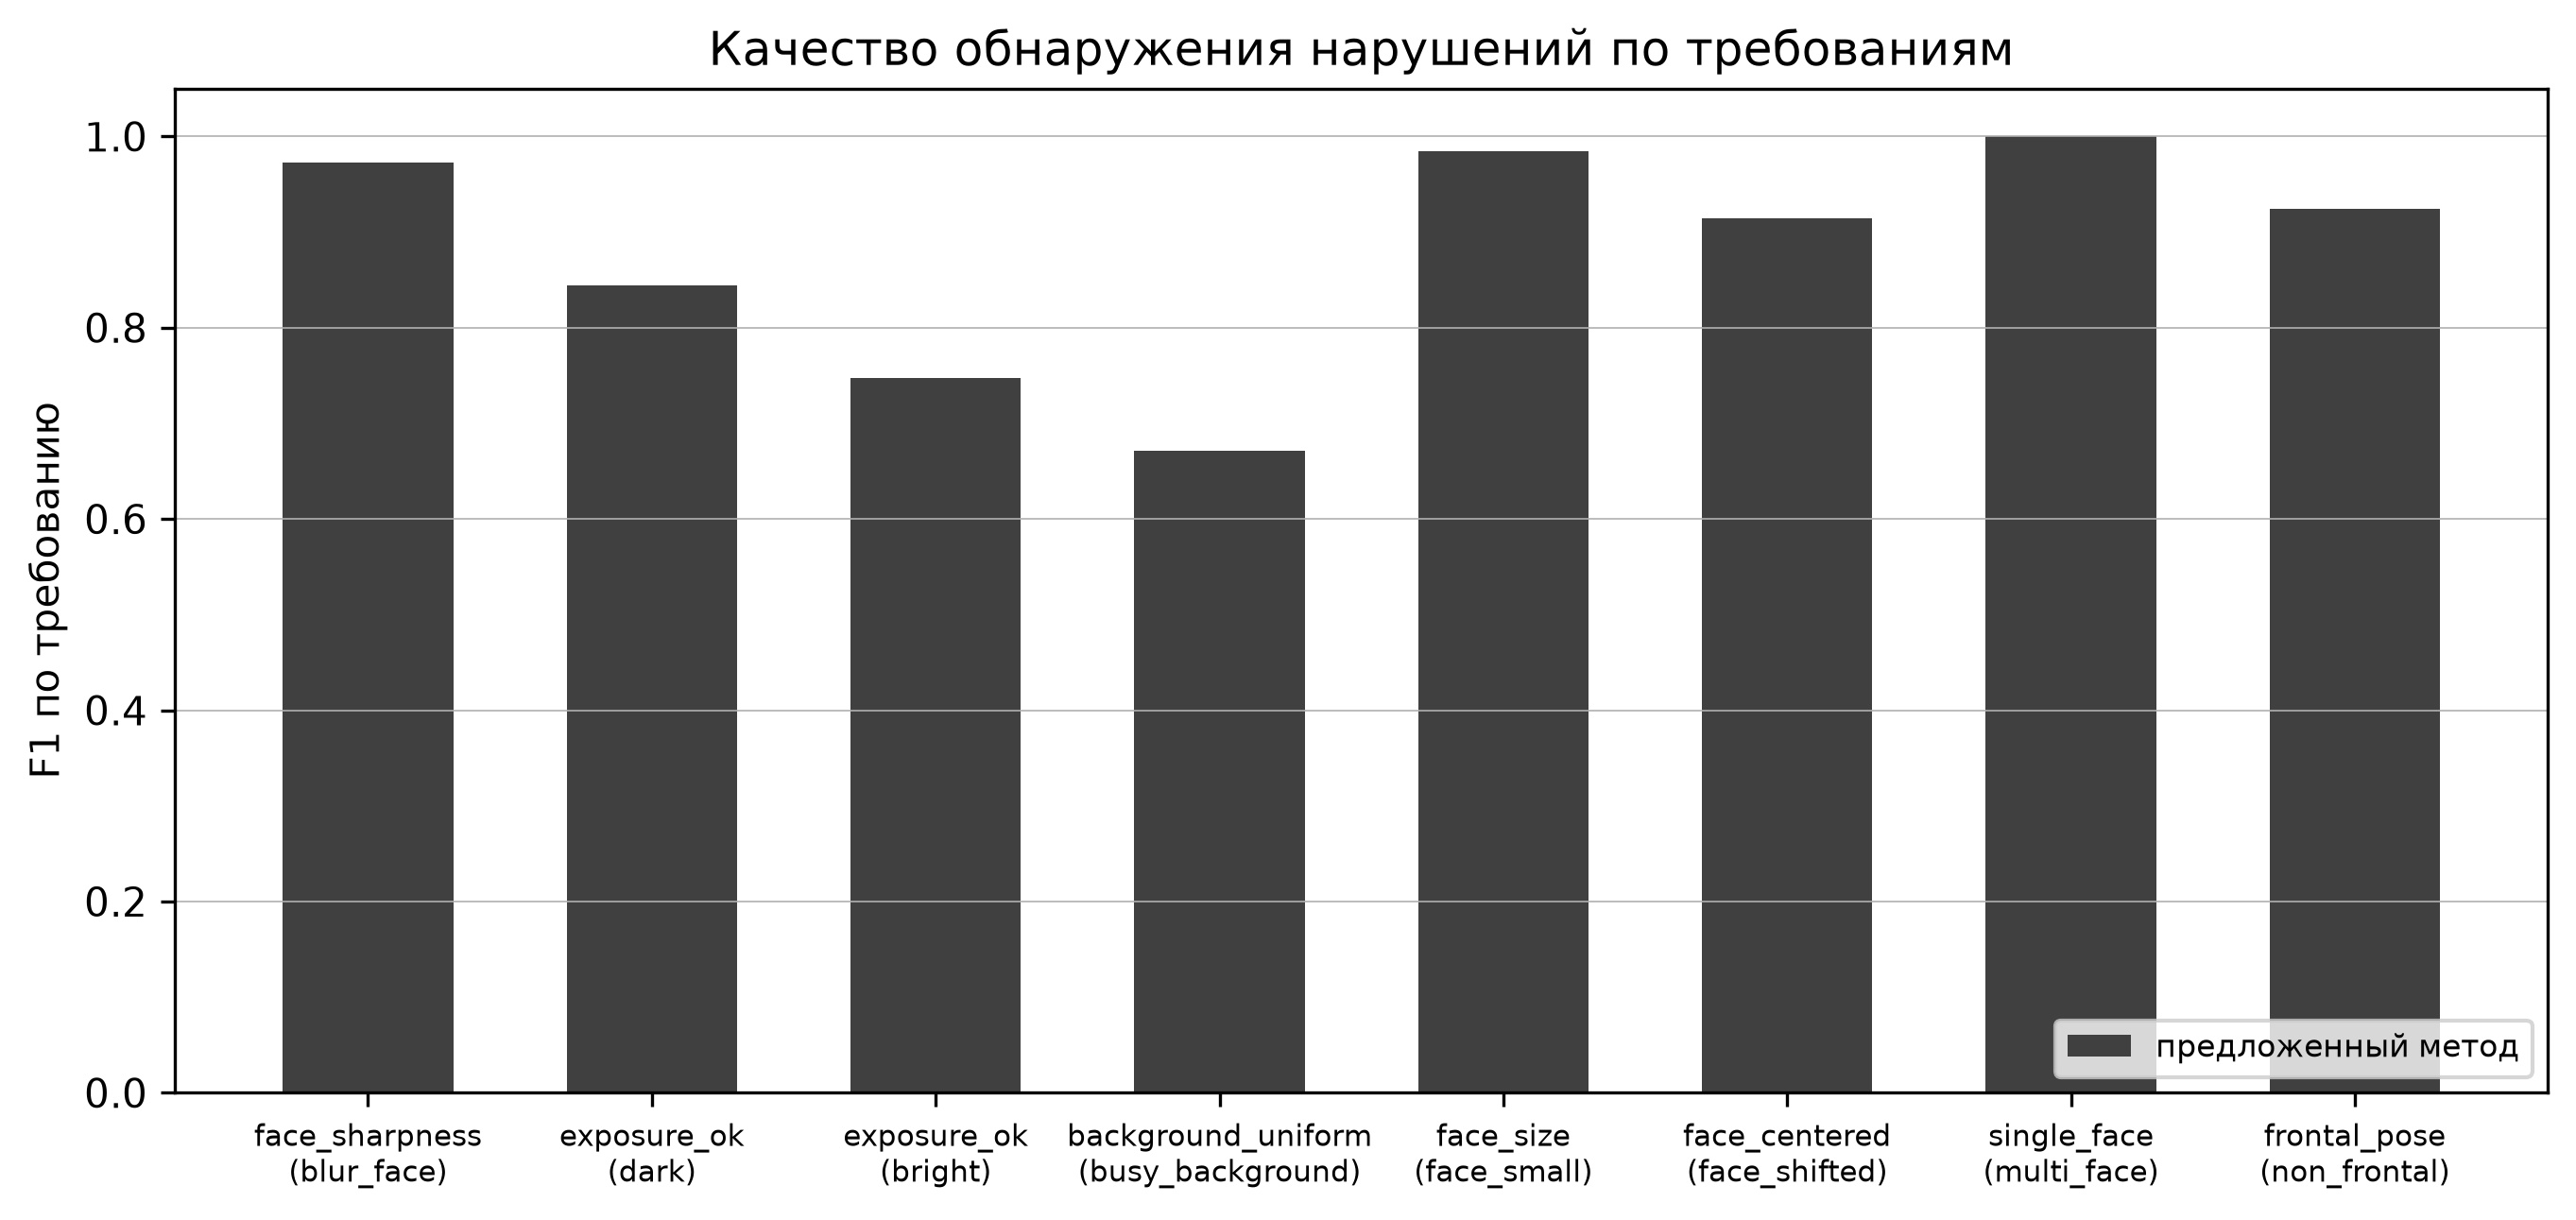 Качество обнаружения нарушений по требованиям
F1 по требованию
1.0
0.8
0.6
0.4
0.2
0.0
face_sharpness
(blur_face)
exposure_ok
(dark)
exposure_ok
(bright)
background_uniform
(busy_background)
face_size
(face_small)
face_centered
(face_shifted)
single_face
(multi_face)
frontal_pose
(non_frontal)
предложенный метод